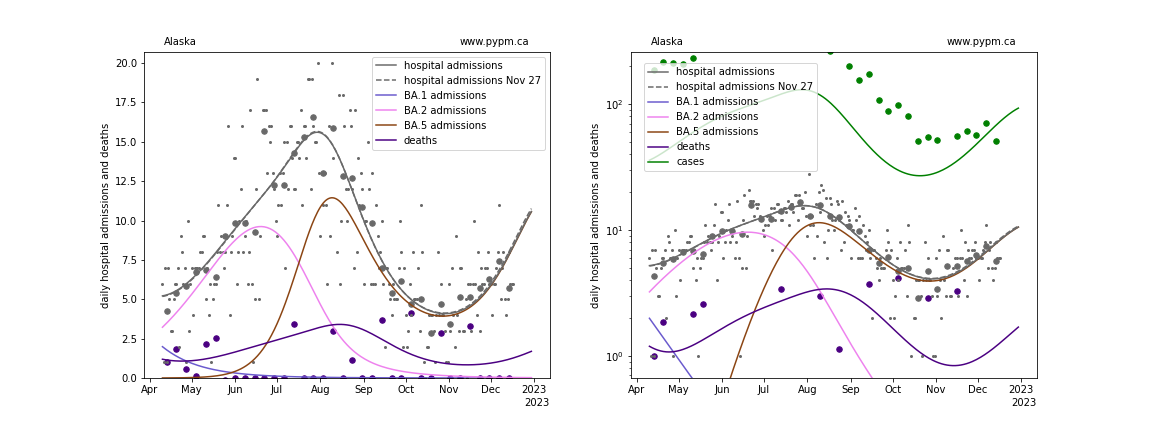 Alaska www.pypm.ca
daily hospital admissions and deaths
20.0
17.5
15.0
12.5
10.0
7.5
5.0
2.5
0.0
hospital admissions
hospital admissions Nov 27
BA.1 admissions
BA.2 admissions
BA.5 admissions
deaths
Apr May Jun Jul Aug Sep Oct Nov Dec 2023
2023
Alaska www.pypm.ca
daily hospital admissions and deaths
10²
10¹
10⁰
hospital admissions
hospital admissions Nov 27
BA.1 admissions
BA.2 admissions
BA.5 admissions
deaths
cases
Apr May Jun Jul Aug Sep Oct Nov Dec 2023
2023